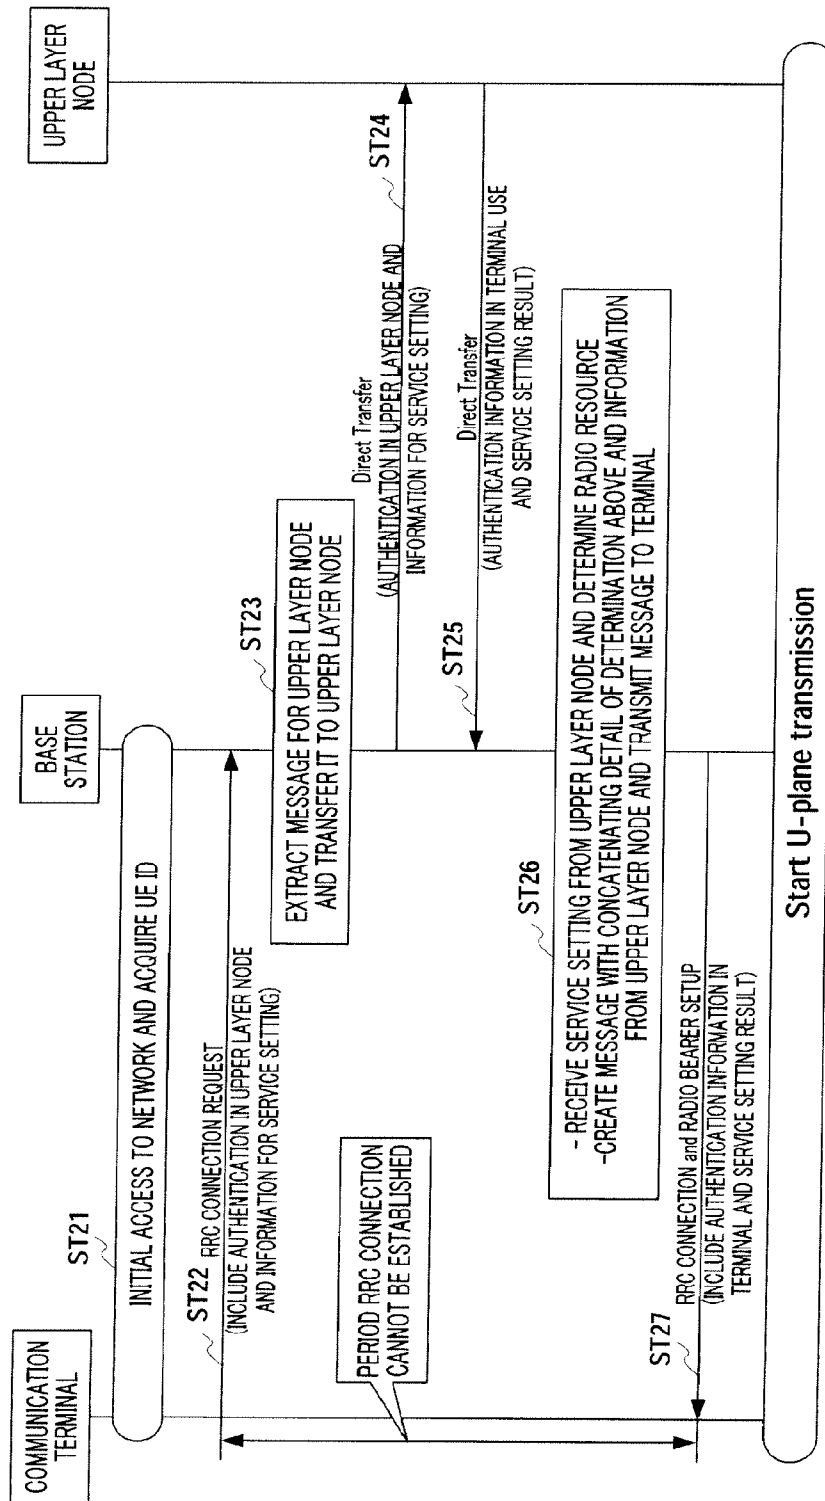 COMMUNICATION
TERMINAL
BASE
STATION
UPPER LAYER
NODE
ST21
INITIAL ACCESS TO NETWORK AND ACQUIRE UE ID
ST22 RRC CONNECTION REQUEST
(INCLUDE AUTHENTICATION IN UPPER LAYER NODE
AND INFORMATION FOR SERVICE SETTING)
ST23
EXTRACT MESSAGE FOR UPPER LAYER NODE
AND TRANSFER IT TO UPPER LAYER NODE
Direct Transfer
(AUTHENTICATION IN UPPER LAYER NODE AND
INFORMATION FOR SERVICE SETTING)
ST24
PERIOD RRC CONNECTION
CANNOT BE ESTABLISHED
ST25
Direct Transfer
(AUTHENTICATION INFORMATION IN TERMINAL USE
AND SERVICE SETTING RESULT)
ST26
- RECEIVE SERVICE SETTING FROM UPPER LAYER NODE AND DETERMINE RADIO RESOURCE
-CREATE MESSAGE WITH CONCATENATING DETAIL OF DETERMINATION ABOVE AND INFORMATION
FROM UPPER LAYER NODE AND TRANSMIT MESSAGE TO TERMINAL
ST27
RRC CONNECTION and RADIO BEARER SETUP
(INCLUDE AUTHENTICATION INFORMATION IN
TERMINAL AND SERVICE SETTING RESULT)
Start U-plane transmission